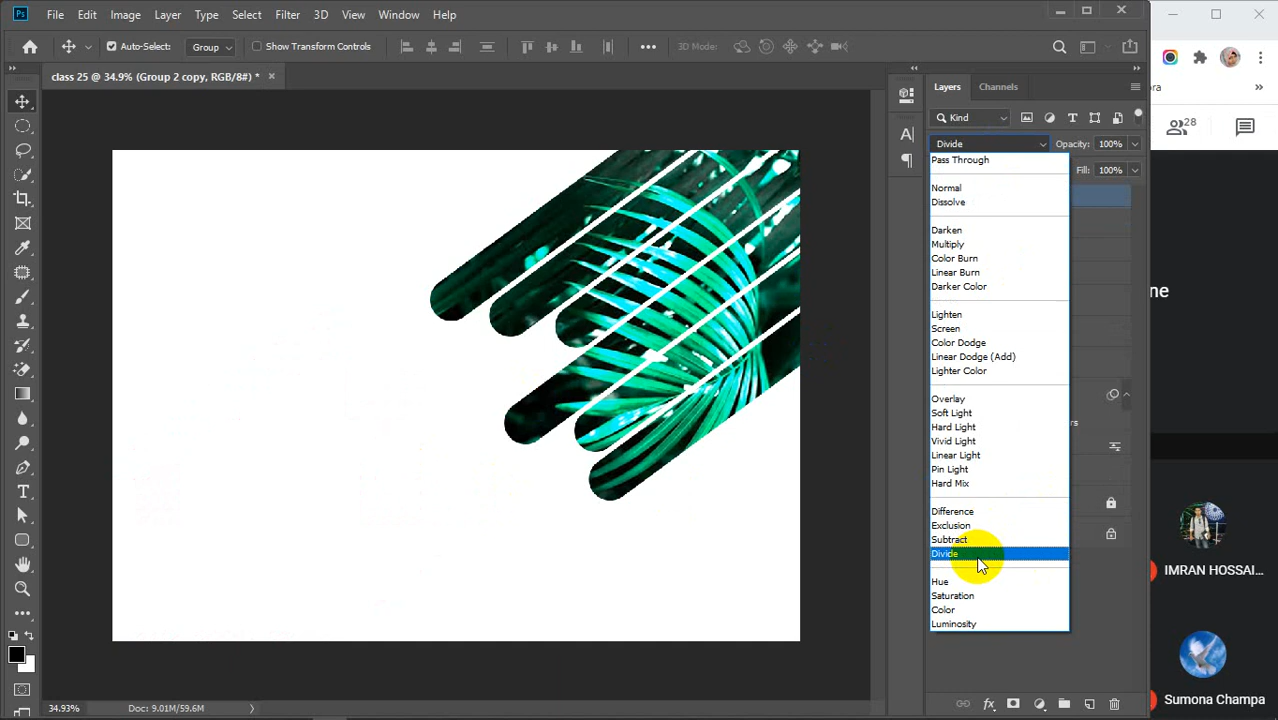 Ps File Edit Image Layer Type Select Filter 3D View Window Help
Auto-Select: Group Show Transform Controls 3D Mode:
class 25 @ 34.9% (Group 2 copy, RGB/8#) *
Layers Channels
Kind
28
Divide Opacity: 100%
Pass Through
Fill: 100%
Normal
Dissolve
Darken
Multiply
Color Burn
Linear Burn
Darker Color
Lighten
Screen
Color Dodge
Linear Dodge (Add)
Lighter Color
Overlay
Soft Light
Hard Light
Vivid Light
Linear Light
Pin Light
Hard Mix
Difference
Exclusion
Subtract
Divide
Hue
Saturation
Color
Luminosity
IMRAN HOSSAI...
Sumona Champa
34.93% Doc: 9.01M/59.6M